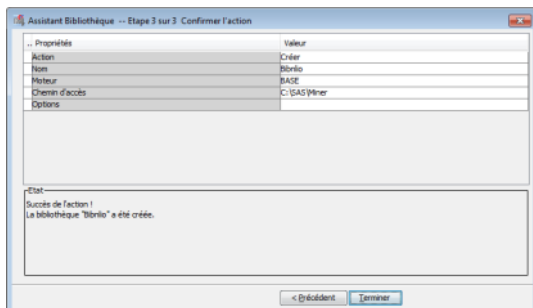 Assistant Bibliothèque -- Etape 3 sur 3 Confirmer l'action
.. Propriétés Valeur
Action Créer
Nom Bibnlio
Moteur BASE
Chemin d'accès C:\SAS\Miner
Options
Etat
Succès de l'action !
La bibliothèque "Bibnlio" a été créée.
< Précédent Terminer